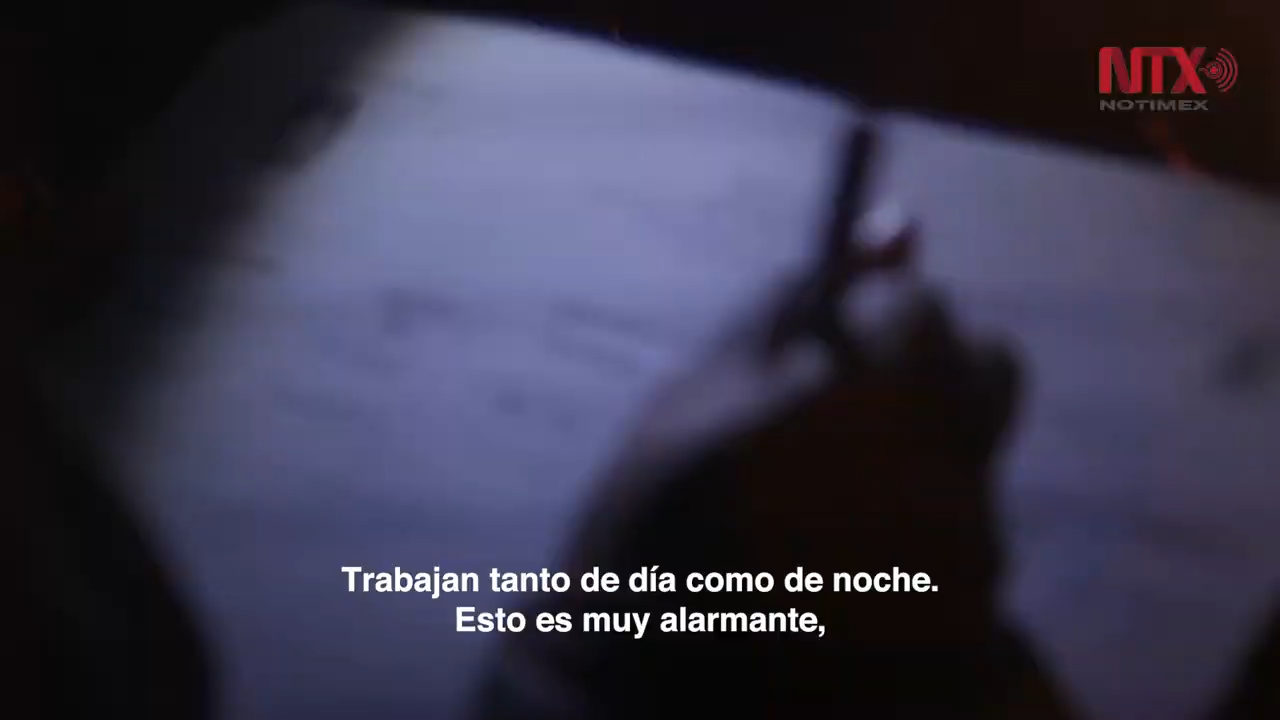 NTX
NOTIMEX
Trabajan tanto de día como de noche.
Esto es muy alarmante,